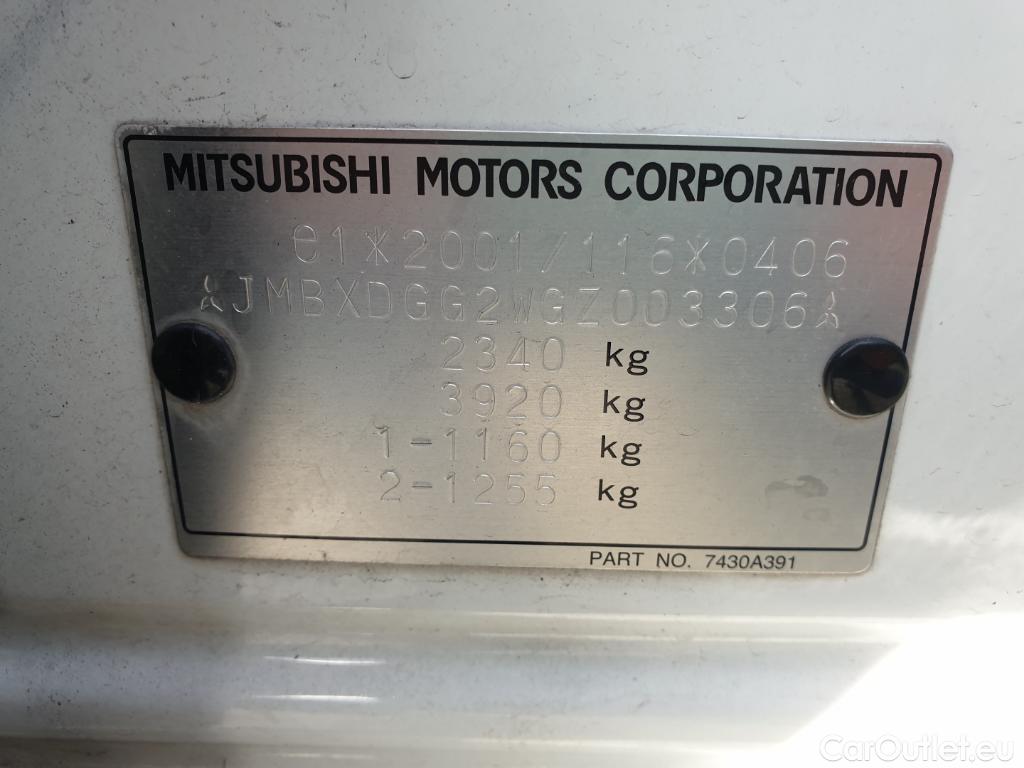 MITSUBISHI MOTORS CORPORATION
e1*2001/116*0406
JMBXDGG2WGZ003306
2340 kg
3920 kg
1-1160 kg
2-1255 kg
PART NO. 7430A391
CarOutlet.eu